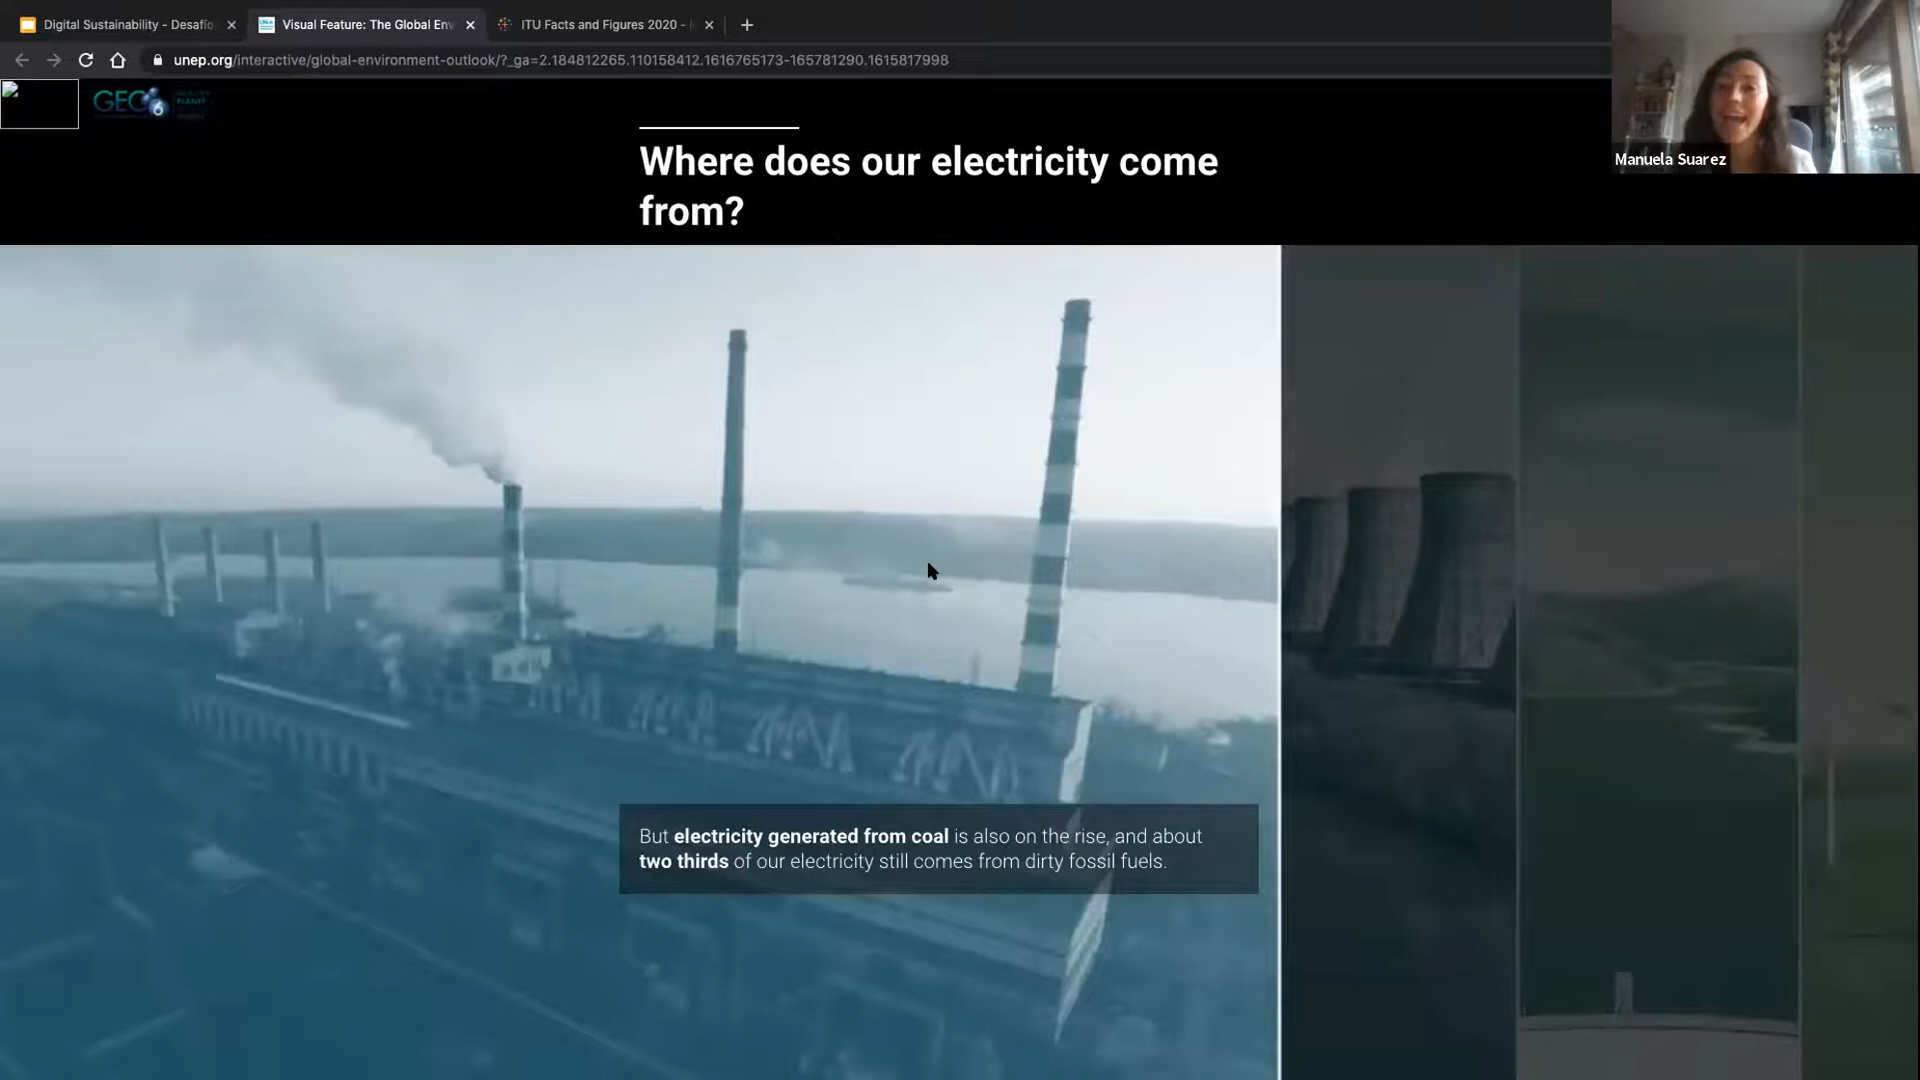 Digital Sustainability - Desafío
Visual Feature: The Global Env
ITU Facts and Figures 2020 -
unep.org/interactive/global-environment-outlook/?_ga=2.184812265.110158412.1616765173-165781290.1615817998
GEO 6
PLANET
Manuela Suarez
Where does our electricity come
from?
But electricity generated from coal is also on the rise, and about
two thirds of our electricity still comes from dirty fossil fuels.